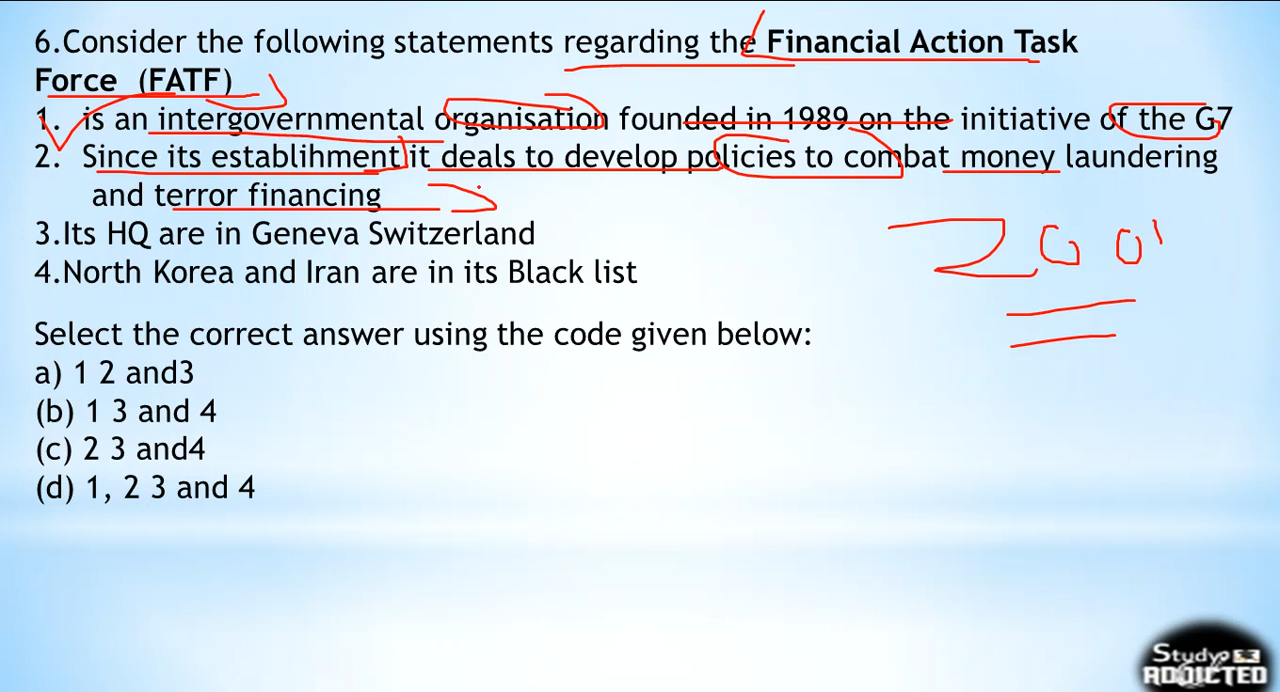 6.Consider the following statements regarding the Financial Action Task
Force (FATF)
1. is an intergovernmental organisation founded in 1989 on the initiative of the G7
2. Since its establihment it deals to develop policies to combat money laundering
and terror financing
3.Its HQ are in Geneva Switzerland
2001
4.North Korea and Iran are in its Black list
Select the correct answer using the code given below:
a) 1 2 and3
(b) 1 3 and 4
(c) 2 3 and4
(d) 1, 2 3 and 4
Study
ADDICTED